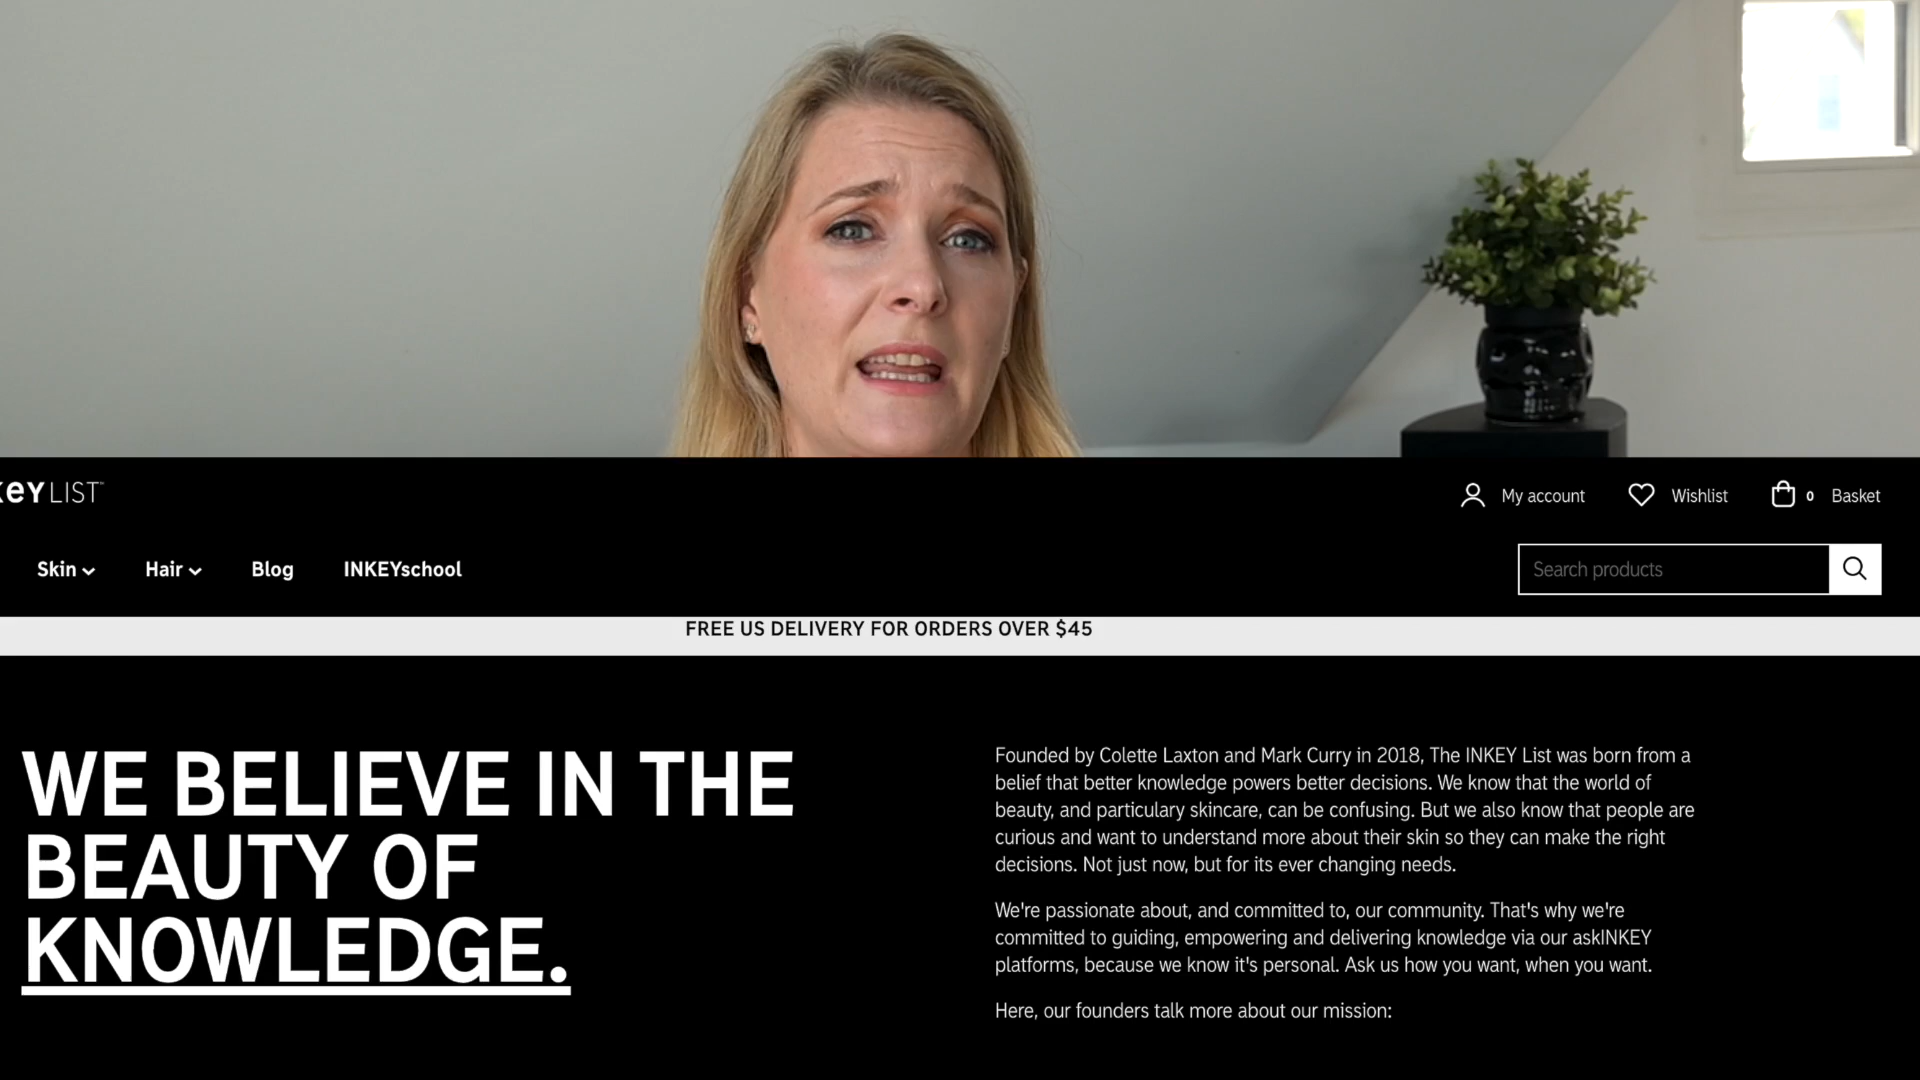 KEY LIST™
My account
Wishlist
0
Basket
Skin
Hair
Blog
INKEYschool
Search products
FREE US DELIVERY FOR ORDERS OVER $45
WE BELIEVE IN THE
BEAUTY OF
KNOWLEDGE.
Founded by Colette Laxton and Mark Curry in 2018, The INKEY List was born from a
belief that better knowledge powers better decisions. We know that the world of
beauty, and particulary skincare, can be confusing. But we also know that people are
curious and want to understand more about their skin so they can make the right
decisions. Not just now, but for its ever changing needs.
We're passionate about, and committed to, our community. That's why we're
committed to guiding, empowering and delivering knowledge via our askINKEY
platforms, because we know it's personal. Ask us how you want, when you want.
Here, our founders talk more about our mission: